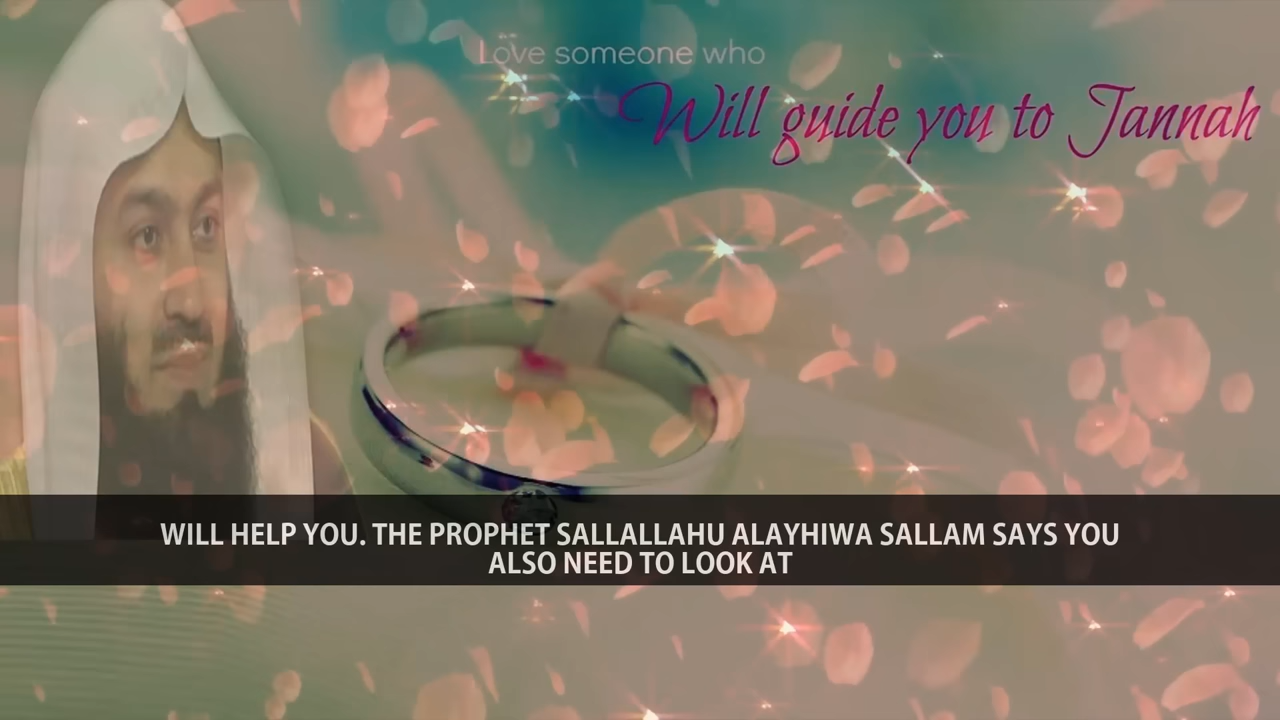 Love someone who
Will guide you to Jannah
WILL HELP YOU. THE PROPHET SALLALLAHU ALAYHIWA SALLAM SAYS YOU
ALSO NEED TO LOOK AT